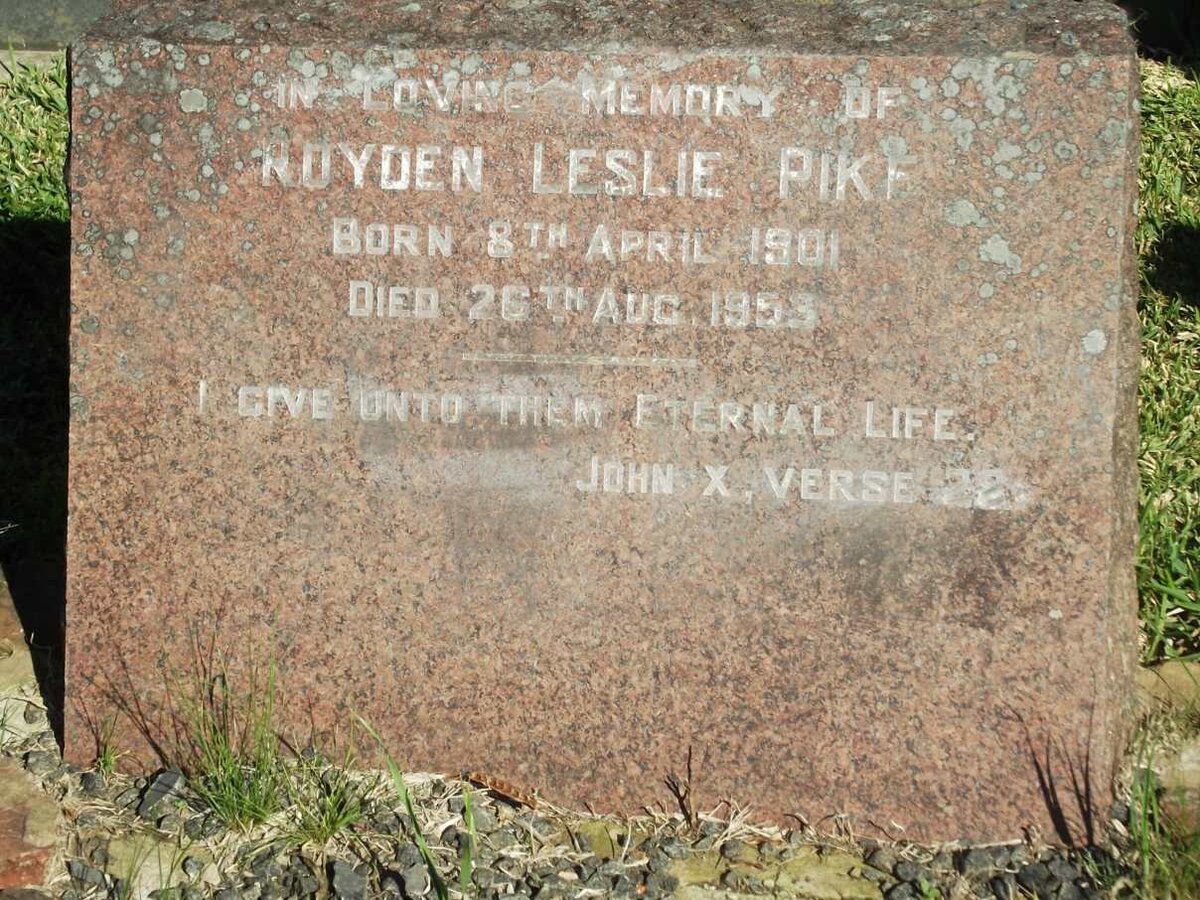 IN LOVING MEMORY OF
ROYDEN LESLIE PIKE
BORN 8TH APRIL 1901
DIED 26TH AUG. 1953
I GIVE UNTO THEM ETERNAL LIFE.
JOHN X, VERSE 28.